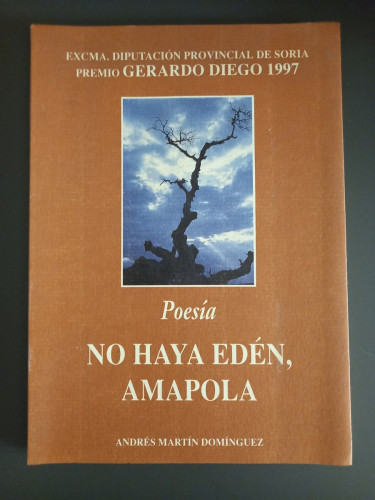 EXCMA. DIPUTACIÓN PROVINCIAL DE SORIA
PREMIO GERARDO DIEGO 1997
Poesía
NO HAYA EDÉN,
AMAPOLA
ANDRÉS MARTÍN DOMÍNGUEZ